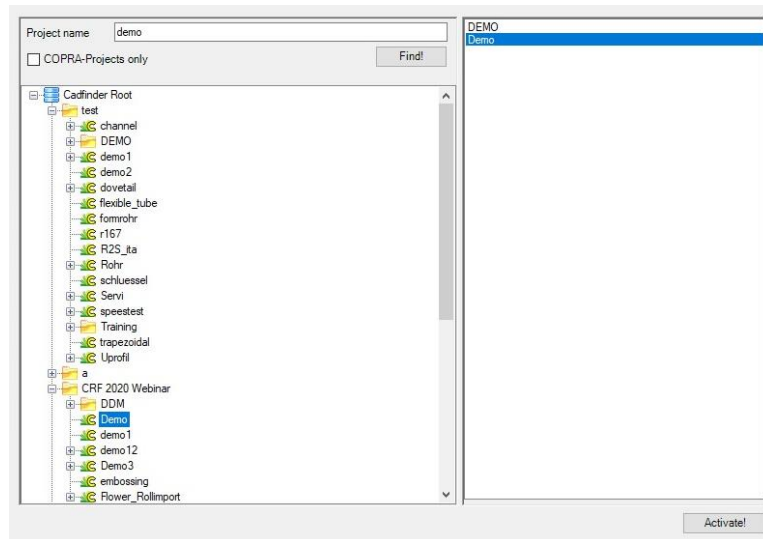 Project name demo
COPRA-Projects only Find!
Cadfinder Root
test
channel
DEMO
demo1
demo2
dovetail
flexible_tube
formrohr
r167
R2S_ita
Rohr
schluessel
Servi
speestest
Training
trapezoidal
Uprofil
a
CRF 2020 Webinar
DDM
Demo
demo1
demo12
Demo3
embossing
Flower_Rollimport
DEMO
Demo
Activate!